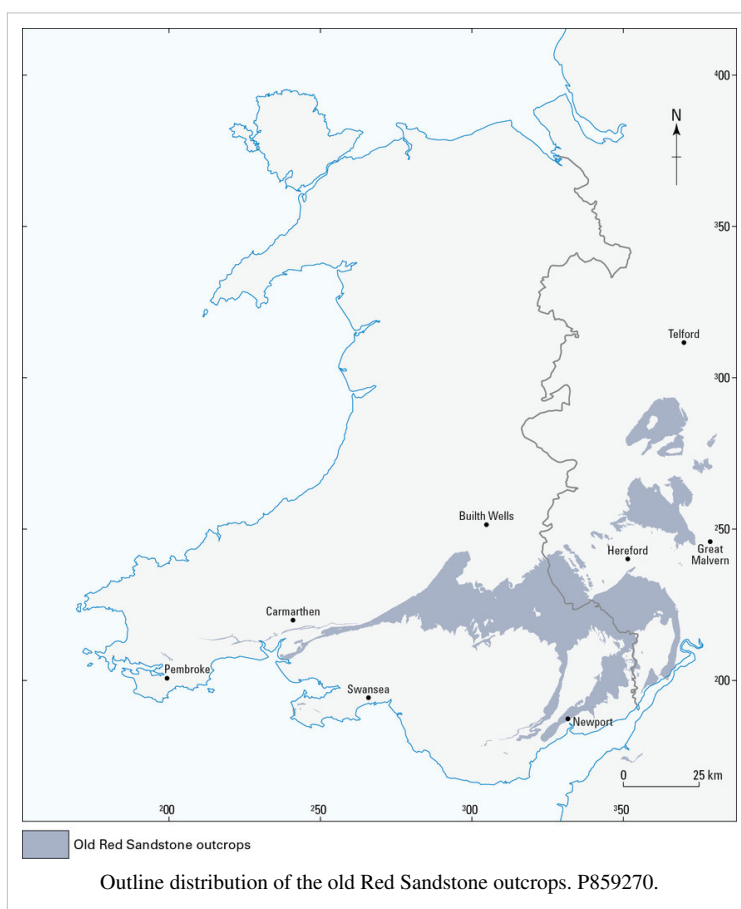 400
N
350
Telford
300
Builth Wells
250
Hereford
Great
Malvern
Carmarthen
Pembroke
200
Swansea
Newport
0 25 km
200 250 300 350
Old Red Sandstone outcrops
Outline distribution of the old Red Sandstone outcrops. P859270.